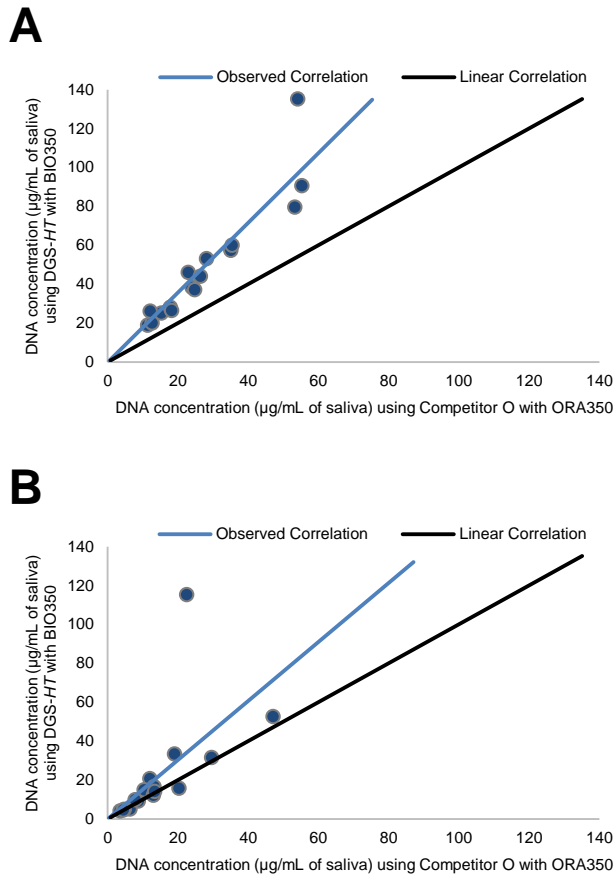 A
Observed Correlation Linear Correlation
DNA concentration (µg/mL of saliva)
using DGS-HT with BIO350
140
120
100
80
60
40
20
0
0 20 40 60 80 100 120 140
DNA concentration (µg/mL of saliva) using Competitor O with ORA350
B
Observed Correlation Linear Correlation
DNA concentration (µg/mL of saliva)
using DGS-HT with BIO350
140
120
100
80
60
40
20
0
0 20 40 60 80 100 120 140
DNA concentration (µg/mL of saliva) using Competitor O with ORA350